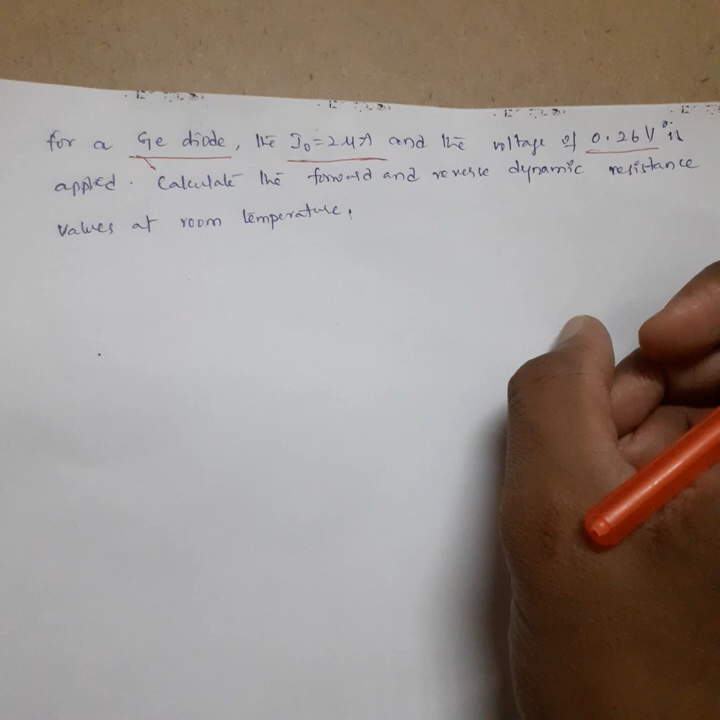 for a Ge diode, the I₀=2μA and the voltage of 0.26V is
applied. Calculate the forward and reverse dynamic resistance
values at room temperature.